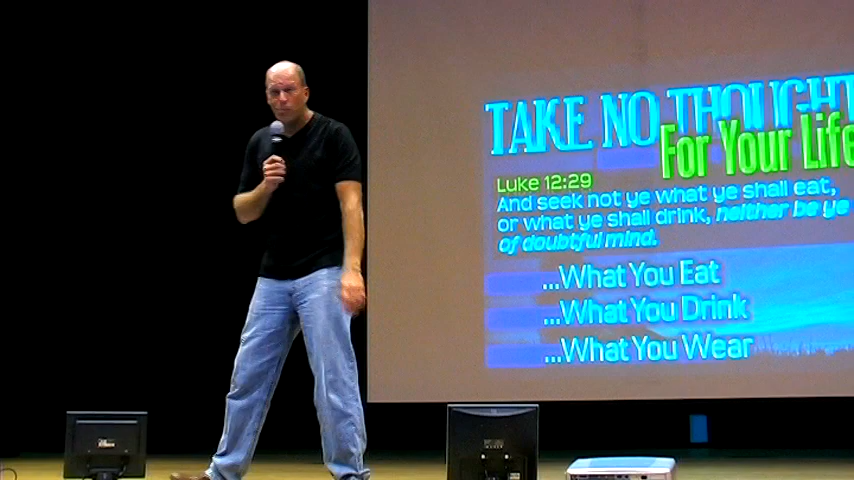 TAKE NO THOUGHT
For Your Life
Luke 12:29
And seek not ye what ye shall eat,
or what ye shall drink, neither be ye
of doubtful mind.
...What You Eat
...What You Drink
...What You Wear